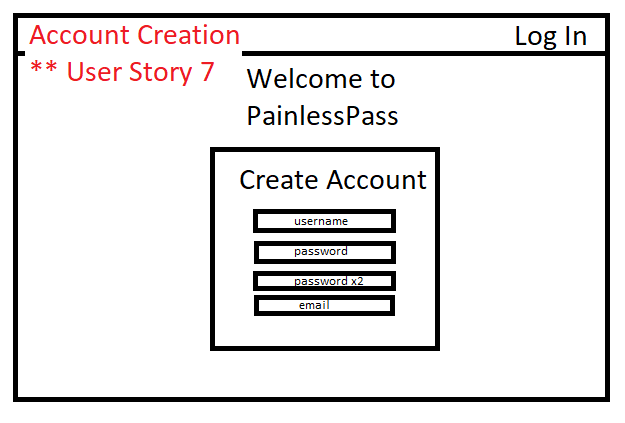 Account Creation
Log In
** User Story 7
Welcome to
PainlessPass
Create Account
username
password
password x2
email